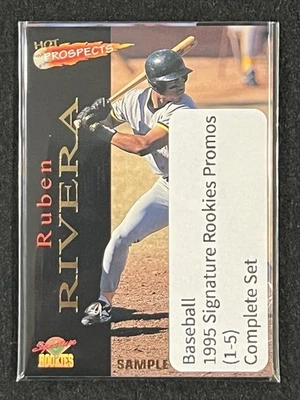 HOT
PROSPECTS
Ruben
RIVERA
Signature
ROOKIES
SAMPLE
Baseball
1995 Signature Rookies Promos
(1-5)
Complete Set